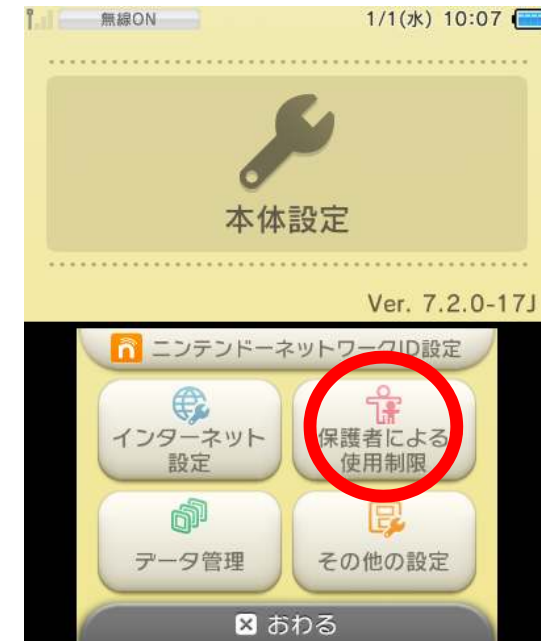 無線ON
1/1(水) 10:07
本体設定
Ver. 7.2.0-17J
ニンテンドーネットワークID設定
インターネット
設定
保護者による
使用制限
データ管理
その他の設定
おわる